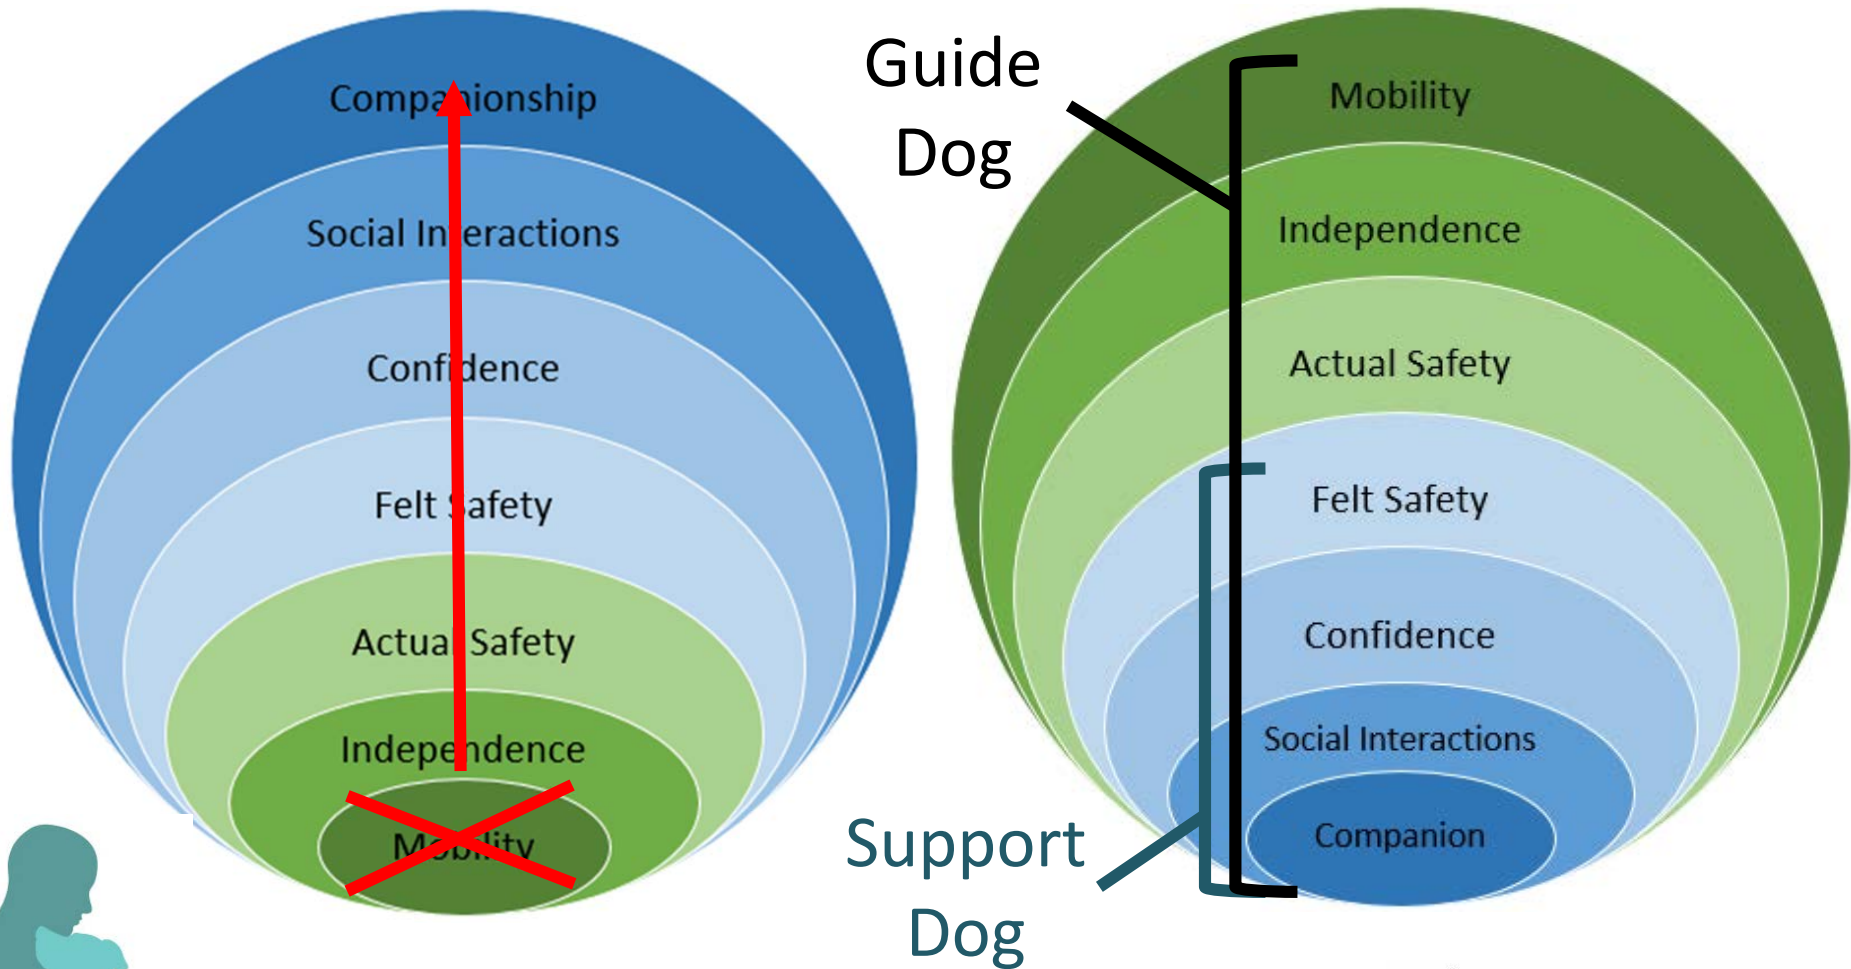 Companionship
Social Interactions
Confidence
Felt Safety
Actual Safety
Independence
Mobility
Guide
Dog
Support
Dog
Mobility
Independence
Actual Safety
Felt Safety
Confidence
Social Interactions
Companion